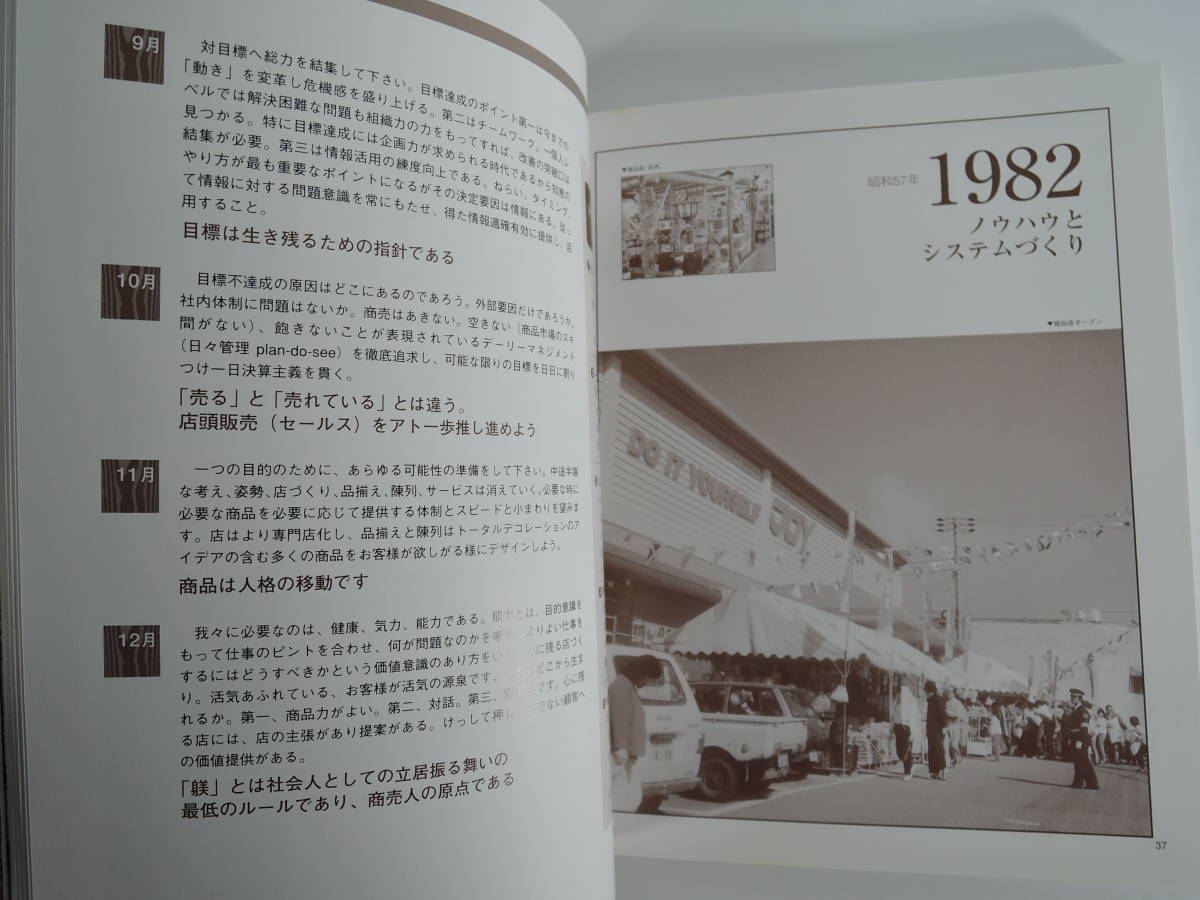 9月
対目標へ総力を結集して下さい。目標達成のポイント第一は今までの
「動き」を変革し危機感を盛り上げる。第二はチームワーク。一個人レ
ベルでは解決困難な問題も組織力の力をもってすれば、改善の突破口は
見つかる。特に目標達成には企画力が求められる時代であるから知恵の
結集が必要。第三は情報活用の練度向上である。ねらい、タイミング、
やり方が最も重要なポイントになるがその決定要因は情報にある。従っ
て情報に対する問題意識を常にもたせ、得た情報適確有効に提供し、活
用すること。
目標は生き残るための指針である
10月
目標不達成の原因はどこにあるのであろう。外部要因だけであろうか。
社内体制に問題はないか。商売はあきない。空きない（商品市場のスキ
間がない）、飽きないことが表現されているデーリーマネジメント
（日々管理 plan-do-see）を徹底追求し、可能な限りの目標を日日に割り
つけ一日決算主義を貫く。
「売る」と「売れている」とは違う。
店頭販売（セールス）をアト一歩推し進めよう
11月
一つの目的のために、あらゆる可能性の準備をして下さい。中途半端
な考え、姿勢、店づくり、品揃え、陳列、サービスは消えていく。必要な時に
必要な商品を必要に応じて提供する体制とスピードと小まわりを望みま
す。店はより専門店化し、品揃えと陳列はトータルデコレーションのア
イデアの含む多くの商品をお客様が欲しがる様にデザインしよう。
商品は人格の移動です
12月
我々に必要なのは、健康、気力、能力である。能力とは、目的意識を
もって仕事のピントを合わせ、何が問題なのかを考え、よりよい仕事を
するにはどうすべきかという価値意識のあり方をいう。心に残る店づく
り。活気あふれている、お客様が活気の源泉です、どこから生ま
れるか。第一、商品力がよい。第二、対話。第三、です。心に残
る店には、店の主張があり提案がある。けっして押しでない顧客へ
の価値提供がある。
「躾」とは社会人としての立居振る舞いの
最低のルールであり、商売人の原点である
▼堀出店 店内
昭和57年
1982
ノウハウと
システムづくり
▼堀出店オープン
DO IT YOURSELF JOY
37